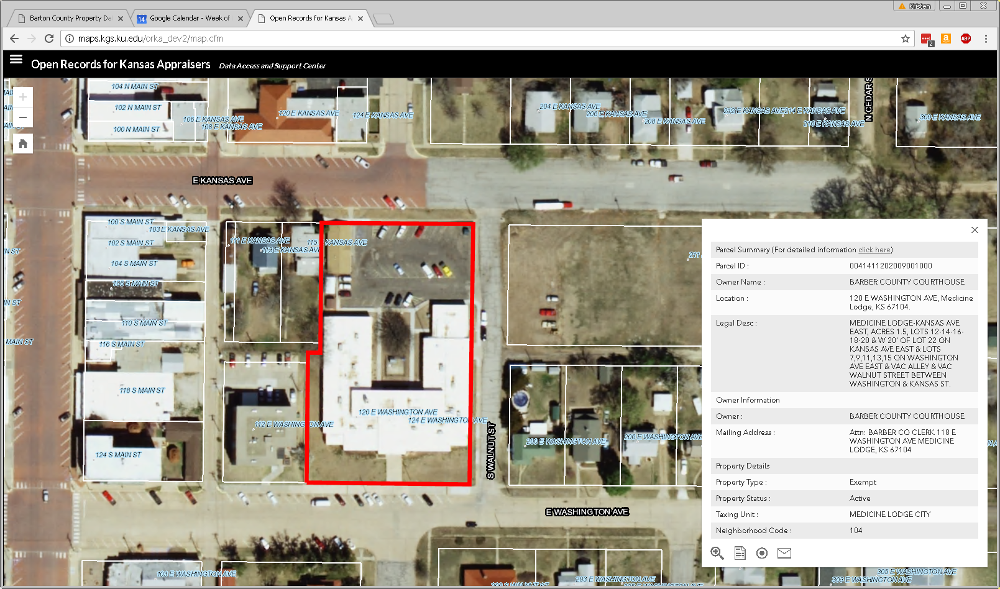 Kristen
Barton County Property Da
14
Google Calendar - Week of
Open Records for Kansas A
maps.kgs.ku.edu/orka_dev2/map.cfm
2
a
ABP
Open Records for Kansas Appraisers
Data Access and Support Center
104 N MAIN ST
102 N MAIN ST
100 N MAIN ST
106 E KANSAS AVE
108 E KANSAS AVE
120 E KANSAS AVE
124 E KANSAS AVE
204 E KANSAS AVE
206 E KANSAS AVE
208 E KANSAS AVE
212 E KANSAS AVE
214 E KANSAS AVE
216 E KANSAS AVE
N CEDAR S
300 E KANSAS AVE
E KANSAS AVE
100 S MAIN ST
103 E KANSAS AVE
102 S MAIN ST
104 S MAIN ST
106 S MAIN ST
110 S MAIN ST
116 S MAIN ST
118 S MAIN ST
124 S MAIN ST
N ST
N ST
MAIN ST
111 E KANSAS AVE
113 E KANSAS AVE
115 E KANSAS AVE
211
112 E WASHINGTON AVE
120 E WASHINGTON AVE
124 E WASHINGTON AVE
S WALNUT ST
200 E WASHINGTON AVE
206 E WASHINGTON AVE
E WASHINGTON AVE
103 E WASHINGTON AVE
200 S WALNUT ST
203 E WASHINGTON AVE
303 E WASHINGTON AVE
305 E WASHINGTON AVE
Parcel Summary (For detailed information click here)
Parcel ID : 0041411202009001000
Owner Name : BARBER COUNTY COURTHOUSE
Location : 120 E WASHINGTON AVE, Medicine
Lodge, KS 67104.
Legal Desc : MEDICINE LODGE-KANSAS AVE
EAST, ACRES 1.5, LOTS 12-14-16-
18-20 & W 20' OF LOT 22 ON
KANSAS AVE EAST & LOTS
7,9,11,13,15 ON WASHINGTON
AVE EAST & VAC ALLEY & VAC
WALNUT STREET BETWEEN
WASHINGTON & KANSAS ST.
Owner Information
Owner : BARBER COUNTY COURTHOUSE
Mailing Address : Attn: BARBER CO CLERK 118 E
WASHINGTON AVE MEDICINE
LODGE, KS 67104
Property Details
Property Type : Exempt
Property Status : Active
Taxing Unit : MEDICINE LODGE CITY
Neighborhood Code : 104